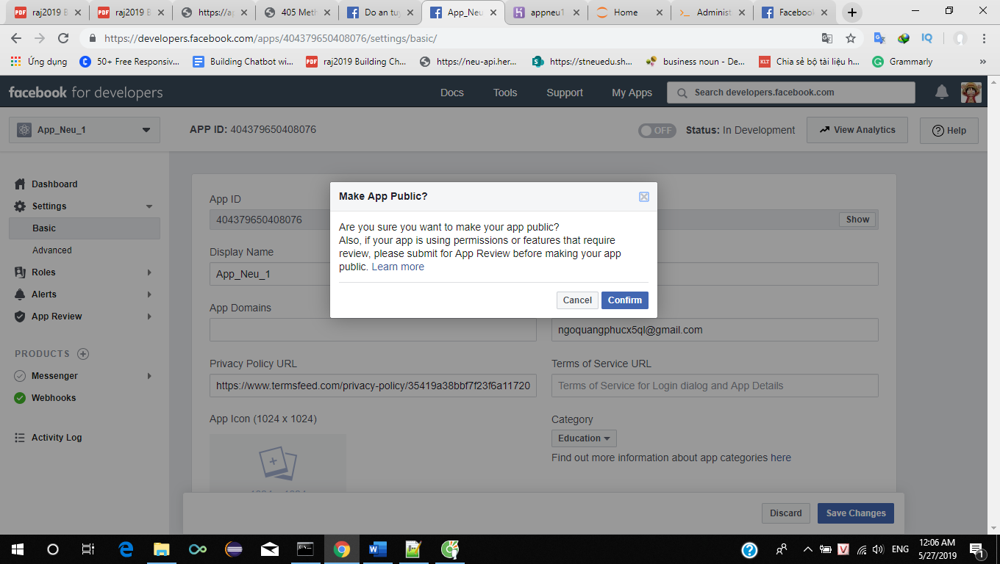 raj2019 B
raj2019 B
https://ap
405 Meth
Do an tuy
App_Neu
appneu1
Home
Administ
Facebook
https://developers.facebook.com/apps/404379650408076/settings/basic/
Ứng dụng
50+ Free Responsiv...
Building Chatbot wi...
raj2019 Building Ch...
https://neu-api.her...
https://stneuedu.sh...
business noun - De...
Chia sẻ bộ tài liệu h...
Grammarly
»
facebook for developers
Docs
Tools
Support
My Apps
Search developers.facebook.com
App_Neu_1
APP ID: 404379650408076
OFF
Status: In Development
View Analytics
Help
Dashboard
Settings
Basic
Advanced
Roles
Alerts
App Review
PRODUCTS
Messenger
Webhooks
Activity Log
App ID
404379650408076
Show
Display Name
App_Neu_1
App Domains
ngoquangphucx5ql@gmail.com
Make App Public?
Are you sure you want to make your app public?
Also, if your app is using permissions or features that require
review, please submit for App Review before making your app
public. Learn more
Cancel
Confirm
Privacy Policy URL
https://www.termsfeed.com/privacy-policy/35419a38bbf7f23f6a11720
Terms of Service URL
Terms of Service for Login dialog and App Details
App Icon (1024 x 1024)
Category
Education
Find out more information about app categories here
Discard
Save Changes
ENG
12:06 AM
5/27/2019